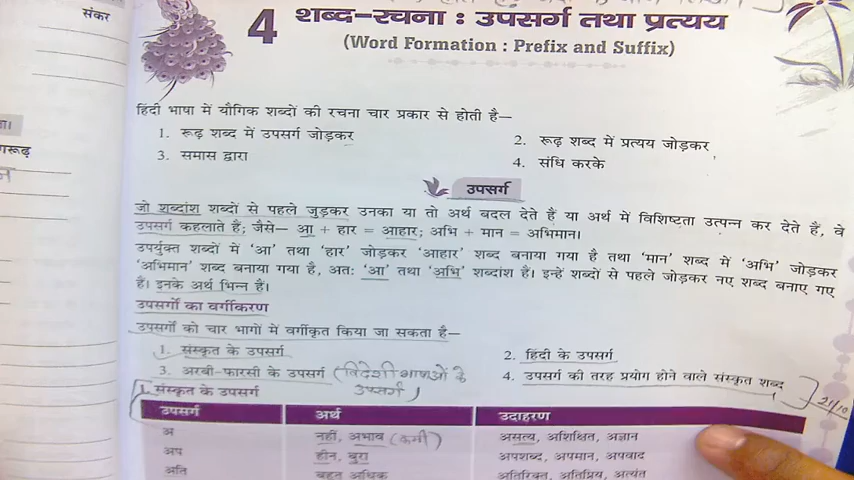 संकर
4 शब्द-रचना : उपसर्ग तथा प्रत्यय
(Word Formation : Prefix and Suffix)
हिंदी भाषा में यौगिक शब्दों की रचना चार प्रकार से होती है—
1. रूढ़ शब्द में उपसर्ग जोड़कर
2. रूढ़ शब्द में प्रत्यय जोड़कर
3. समास द्वारा
4. संधि करके
उपसर्ग
जो शब्दांश शब्दों से पहले जुड़कर उनका या तो अर्थ बदल देते हैं या अर्थ में विशिष्टता उत्पन्न कर देते हैं, वे
उपसर्ग कहलाते हैं; जैसे— आ + हार = आहार; अभि + मान = अभिमान।
उपर्युक्त शब्दों में 'आ' तथा 'हार' जोड़कर 'आहार' शब्द बनाया गया है तथा 'मान' शब्द में 'अभि' जोड़कर
'अभिमान' शब्द बनाया गया है, अतः 'आ' तथा 'अभि' शब्दांश है। इन्हें शब्दों से पहले जोड़कर नए शब्द बनाए गए
हैं। इनके अर्थ भिन्न है।
उपसर्गों का वर्गीकरण
उपसर्गों को चार भागों में वर्गीकृत किया जा सकता है—
1. संस्कृत के उपसर्ग
2. हिंदी के उपसर्ग
3. अरबी-फारसी के उपसर्ग (विदेशी भाषाओं के
उपसर्ग)
4. उपसर्ग की तरह प्रयोग होने वाले संस्कृत शब्द
21/10
1. संस्कृत के उपसर्ग
उपसर्ग अर्थ उदाहरण
अ नहीं, अभाव (कमी) असत्य, अशिक्षित, अज्ञान
अप हीन, बुरा अपशब्द, अपमान, अपवाद
अति बहुत अधिक अतिरिक्त, अतिप्रिय, अत्यंत